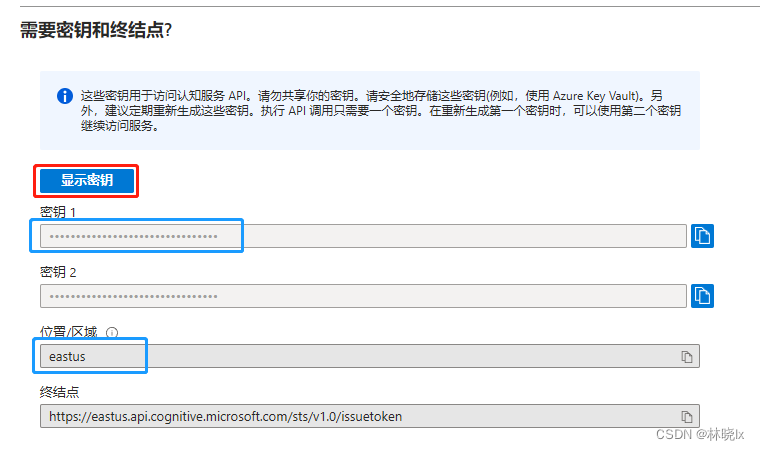 需要密钥和终结点?
这些密钥用于访问认知服务 API。请勿共享你的密钥。请安全地存储这些密钥(例如，使用 Azure Key Vault)。另
外，建议定期重新生成这些密钥。执行 API 调用只需要一个密钥。在重新生成第一个密钥时，可以使用第二个密钥
继续访问服务。
显示密钥
密钥 1
••••••••••••••••••••••••••••••••
密钥 2
••••••••••••••••••••••••••••••••
位置/区域
eastus
终结点
https://eastus.api.cognitive.microsoft.com/sts/v1.0/issuetoken
CSDN @林晓lx